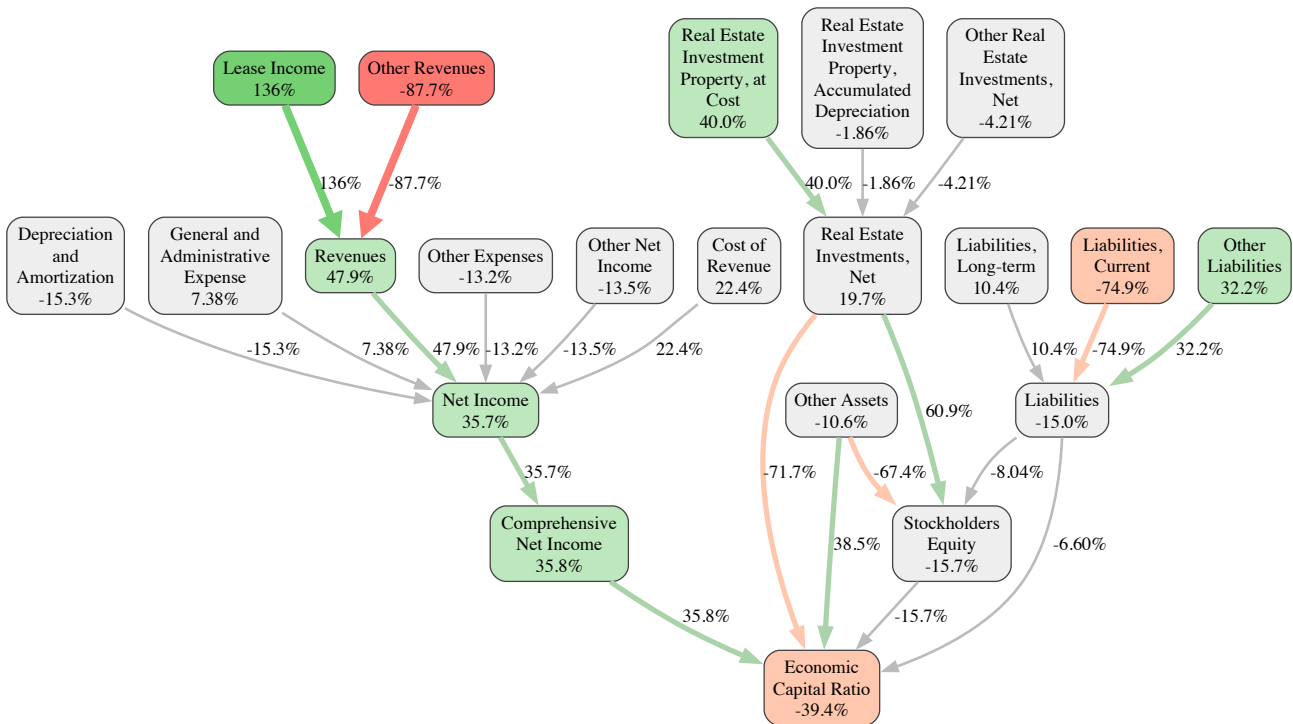 Real Estate
Investment
Property, at
Cost
40.0%
Real Estate
Investment
Property,
Accumulated
Depreciation
-1.86%
Other Real
Estate
Investments,
Net
-4.21%
Lease Income
136%
Other Revenues
-87.7%
136%
-87.7%
40.0%
-1.86%
-4.21%
Depreciation
and
Amortization
-15.3%
General and
Administrative
Expense
7.38%
Revenues
47.9%
Other Expenses
-13.2%
Other Net
Income
-13.5%
Cost of
Revenue
22.4%
Real Estate
Investments,
Net
19.7%
Liabilities,
Long-term
10.4%
Liabilities,
Current
-74.9%
Other
Liabilities
32.2%
-15.3%
7.38%
47.9%
-13.2%
-13.5%
22.4%
10.4%
-74.9%
32.2%
Net Income
35.7%
Other Assets
-10.6%
60.9%
Liabilities
-15.0%
35.7%
-71.7%
-67.4%
-8.04%
Comprehensive
Net Income
35.8%
38.5%
Stockholders
Equity
-15.7%
-6.60%
35.8%
-15.7%
Economic
Capital Ratio
-39.4%